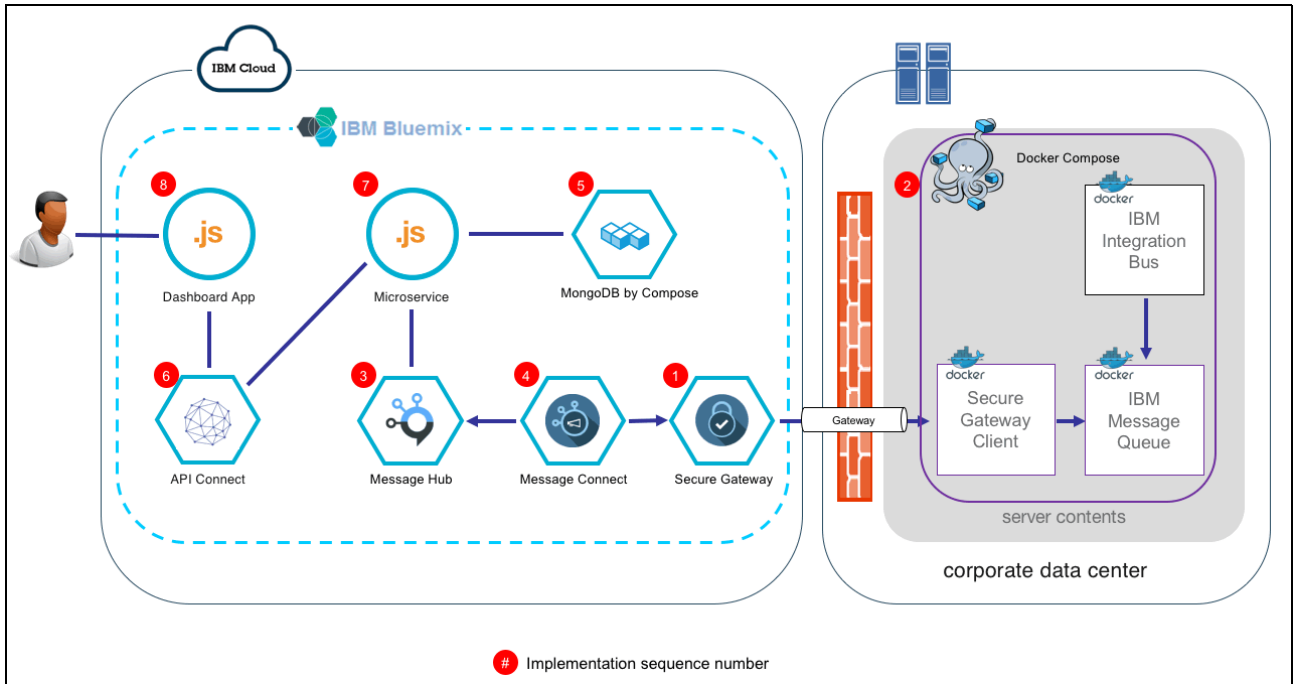 IBM Cloud
IBM Bluemix
8
7
5
.js
.js
Dashboard App
Microservice
MongoDB by Compose
6
3
4
1
API Connect
Message Hub
Message Connect
Secure Gateway
Gateway
2
Docker Compose
docker
IBM
Integration
Bus
docker
Secure
Gateway
Client
docker
IBM
Message
Queue
server contents
corporate data center
# Implementation sequence number